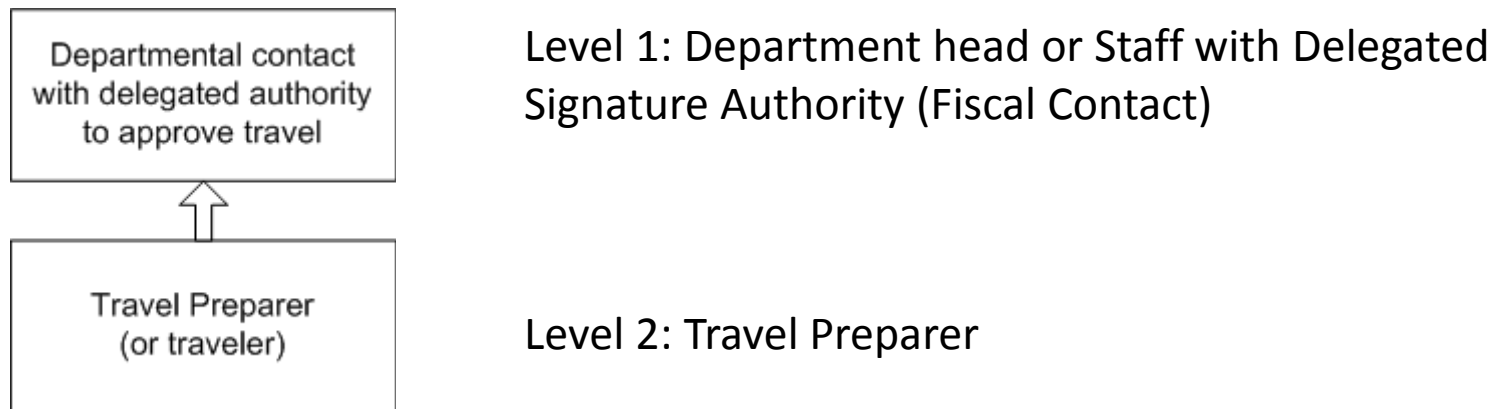 Departmental contact
with delegated authority
to approve travel
Level 1: Department head or Staff with Delegated
Signature Authority (Fiscal Contact)
Travel Preparer
(or traveler)
Level 2: Travel Preparer